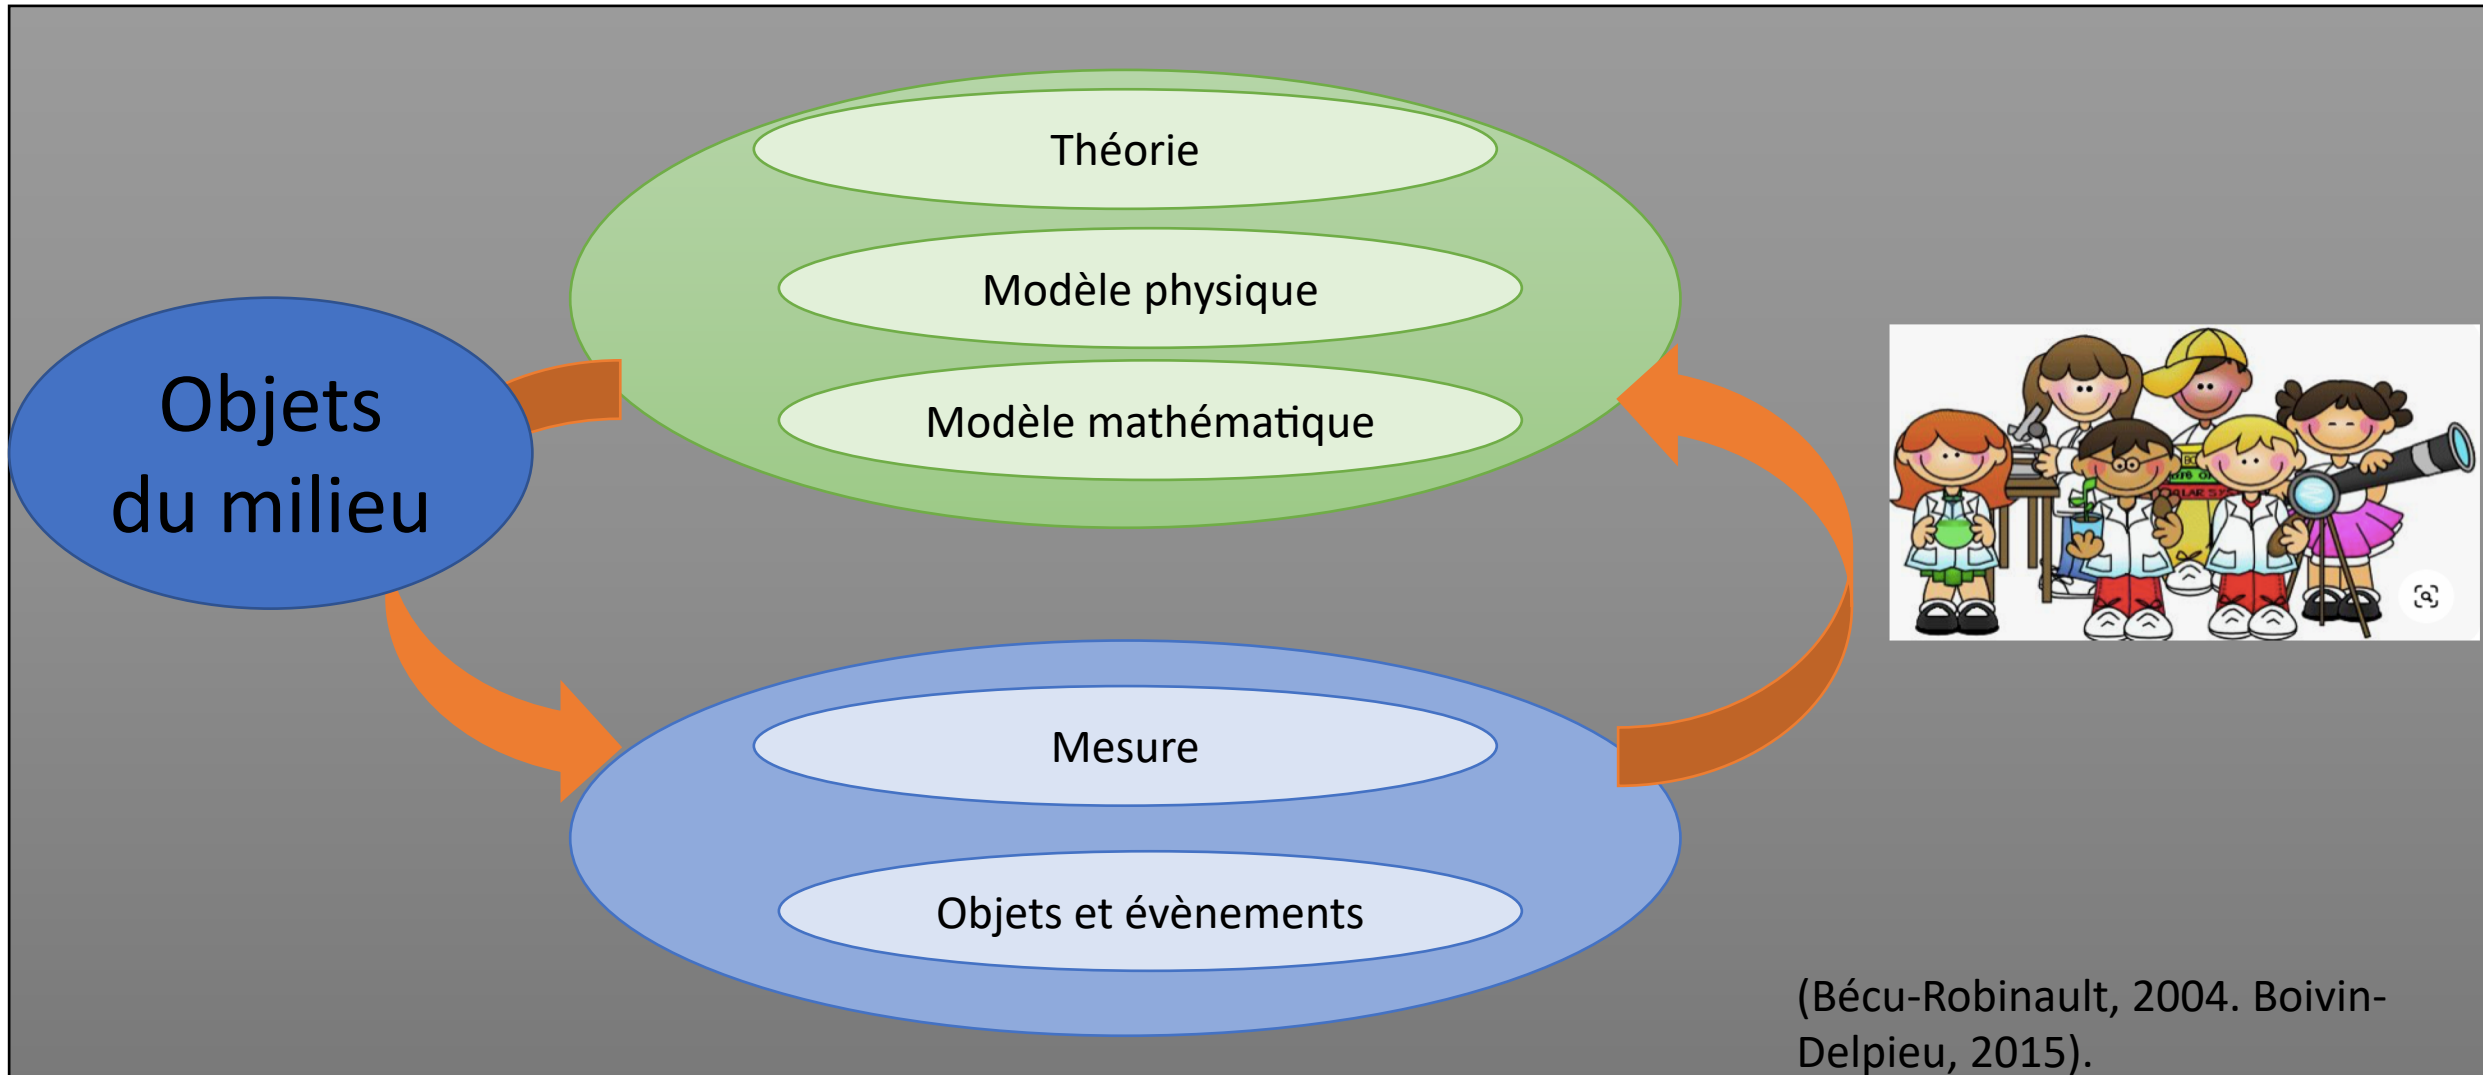 Théorie
Modèle physique
Modèle mathématique
Objets
du milieu
Mesure
Objets et évènements
(Bécu-Robinault, 2004. Boivin-
Delpieu, 2015).